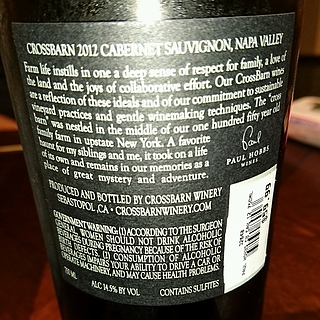 CROSSBARN 2012 CABERNET SAUVIGNON, NAPA VALLEY
Farm life instills in one a deep sense of respect for family, a love of
the land and the joys of collaborative effort. Our CrossBarn wines
are a reflection of these ideals and of our commitment to sustainable
vineyard practices and gentle winemaking techniques. The "cross
barn" was nestled in the middle of our one hundred fifty year old
family farm in upstate New York. A favorite
haunt for my siblings and me, it took on a life
of its own and remains in our memories as a
place of great mystery and adventure.
Paul
PAUL HOBBS
WINES
PRODUCED AND BOTTLED BY CROSSBARN WINERY
SEBASTOPOL ,CA • CROSSBARNWINERY.COM
GOVERNMENT WARNING: (1) ACCORDING TO THE SURGEON
GENERAL, WOMEN SHOULD NOT DRINK ALCOHOLIC
BEVERAGES DURING PREGNANCY BECAUSE OF THE RISK OF
BIRTH DEFECTS. (2) CONSUMPTION OF ALCOHOLIC
BEVERAGES IMPAIRS YOUR ABILITY TO DRIVE A CAR OR
OPERATE MACHINERY, AND MAY CAUSE HEALTH PROBLEMS.
750 ML
ALC 14.5% BY VOL
CONTAINS SULFITES